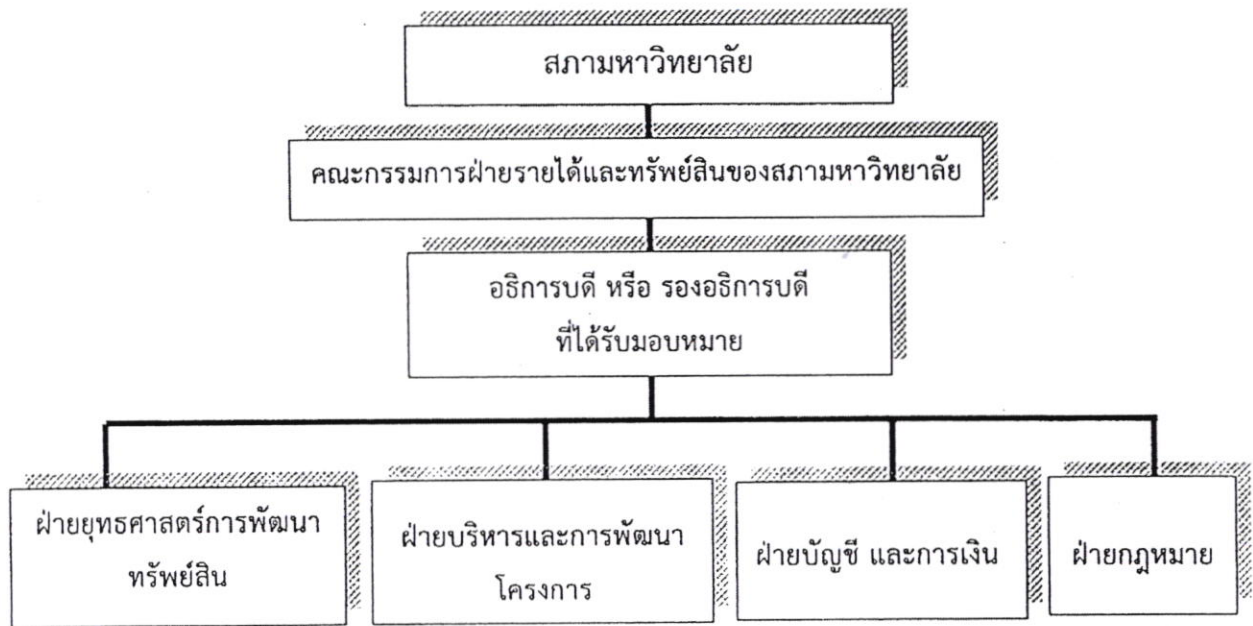 สภามหาวิทยาลัย
คณะกรรมการฝ่ายรายได้และทรัพย์สินของสภามหาวิทยาลัย
อธิการบดี หรือ รองอธิการบดี
ที่ได้รับมอบหมาย
ฝ่ายยุทธศาสตร์การพัฒนา
ทรัพย์สิน
ฝ่ายบริหารและการพัฒนา
โครงการ
ฝ่ายบัญชี และการเงิน
ฝ่ายกฎหมาย